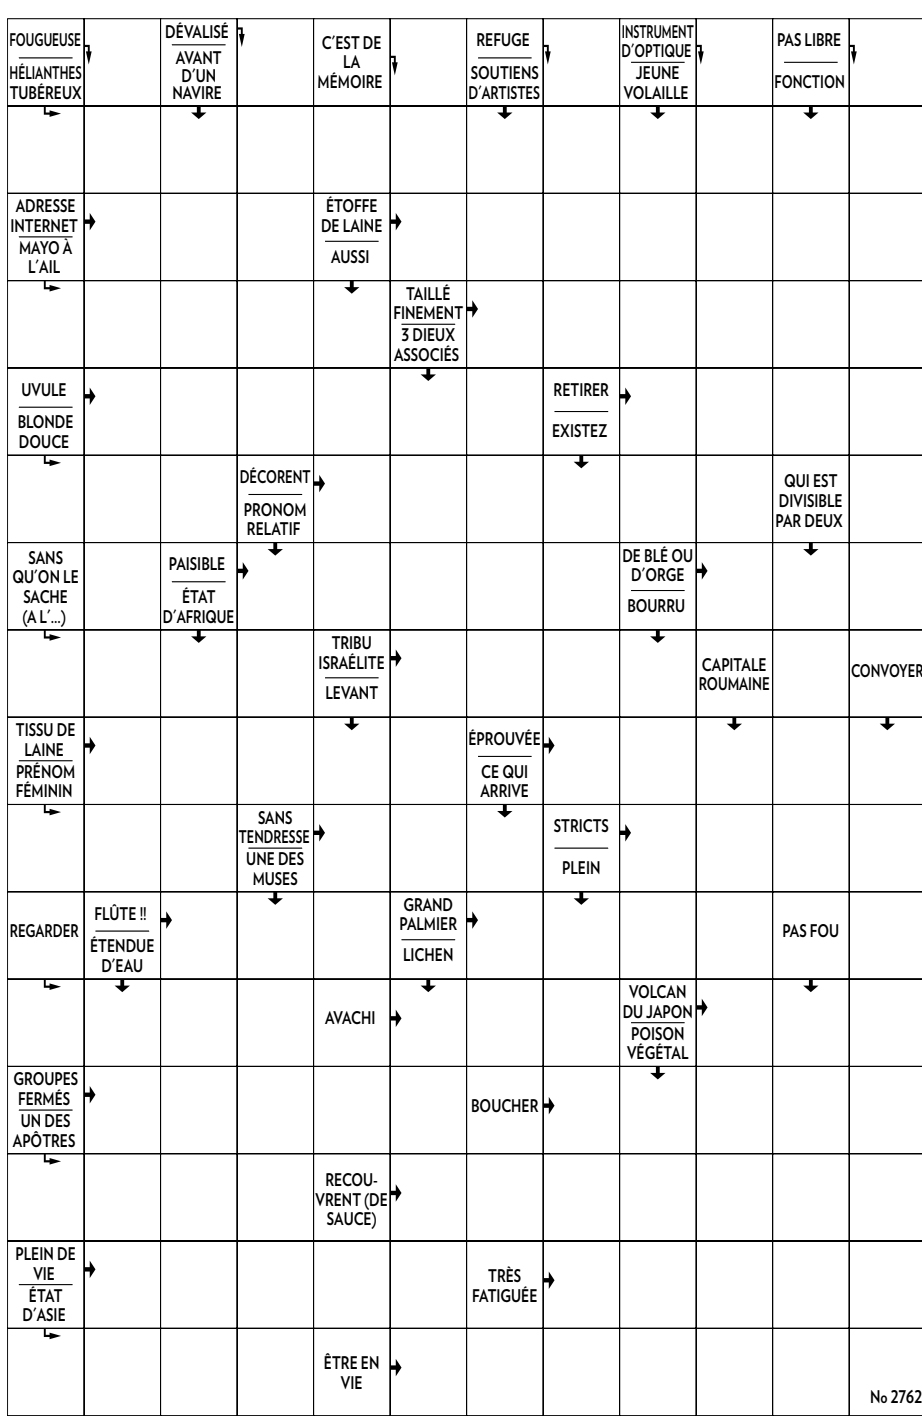 FOUGUEUSE
HÉLIANTHES
TUBÉREUX
DÉVALISÉ
AVANT
D'UN
NAVIRE
C'EST DE
LA
MÉMOIRE
REFUGE
SOUTIENS
D'ARTISTES
INSTRUMENT
D'OPTIQUE
JEUNE
VOLAILLE
PAS LIBRE
FONCTION
ADRESSE
INTERNET
MAYO À
L'AIL
ÉTOFFE
DE LAINE
AUSSI
TAILLÉ
FINEMENT
3 DIEUX
ASSOCIÉS
UVULE
BLONDE
DOUCE
RETIRER
EXISTEZ
DÉCORENT
PRONOM
RELATIF
QUI EST
DIVISIBLE
PAR DEUX
SANS
QU'ON LE
SACHE
(A L'...)
PAISIBLE
ÉTAT
D'AFRIQUE
DE BLÉ OU
D'ORGE
BOURRU
TRIBU
ISRAÉLITE
LEVANT
CAPITALE
ROUMAINE
CONVOYER
TISSU DE
LAINE
PRÉNOM
FÉMININ
ÉPROUVÉE
CE QUI
ARRIVE
SANS
TENDRESSE
UNE DES
MUSES
STRICTS
PLEIN
REGARDER
FLÛTE !!
ÉTENDUE
D'EAU
GRAND
PALMIER
LICHEN
PAS FOU
AVACHI
VOLCAN
DU JAPON
POISON
VÉGÉTAL
GROUPES
FERMÉS
UN DES
APÔTRES
BOUCHER
RECOU-
VRENT (DE
SAUCE)
PLEIN DE
VIE
ÉTAT
D'ASIE
TRÈS
FATIGUÉE
ÊTRE EN
VIE
No 2762